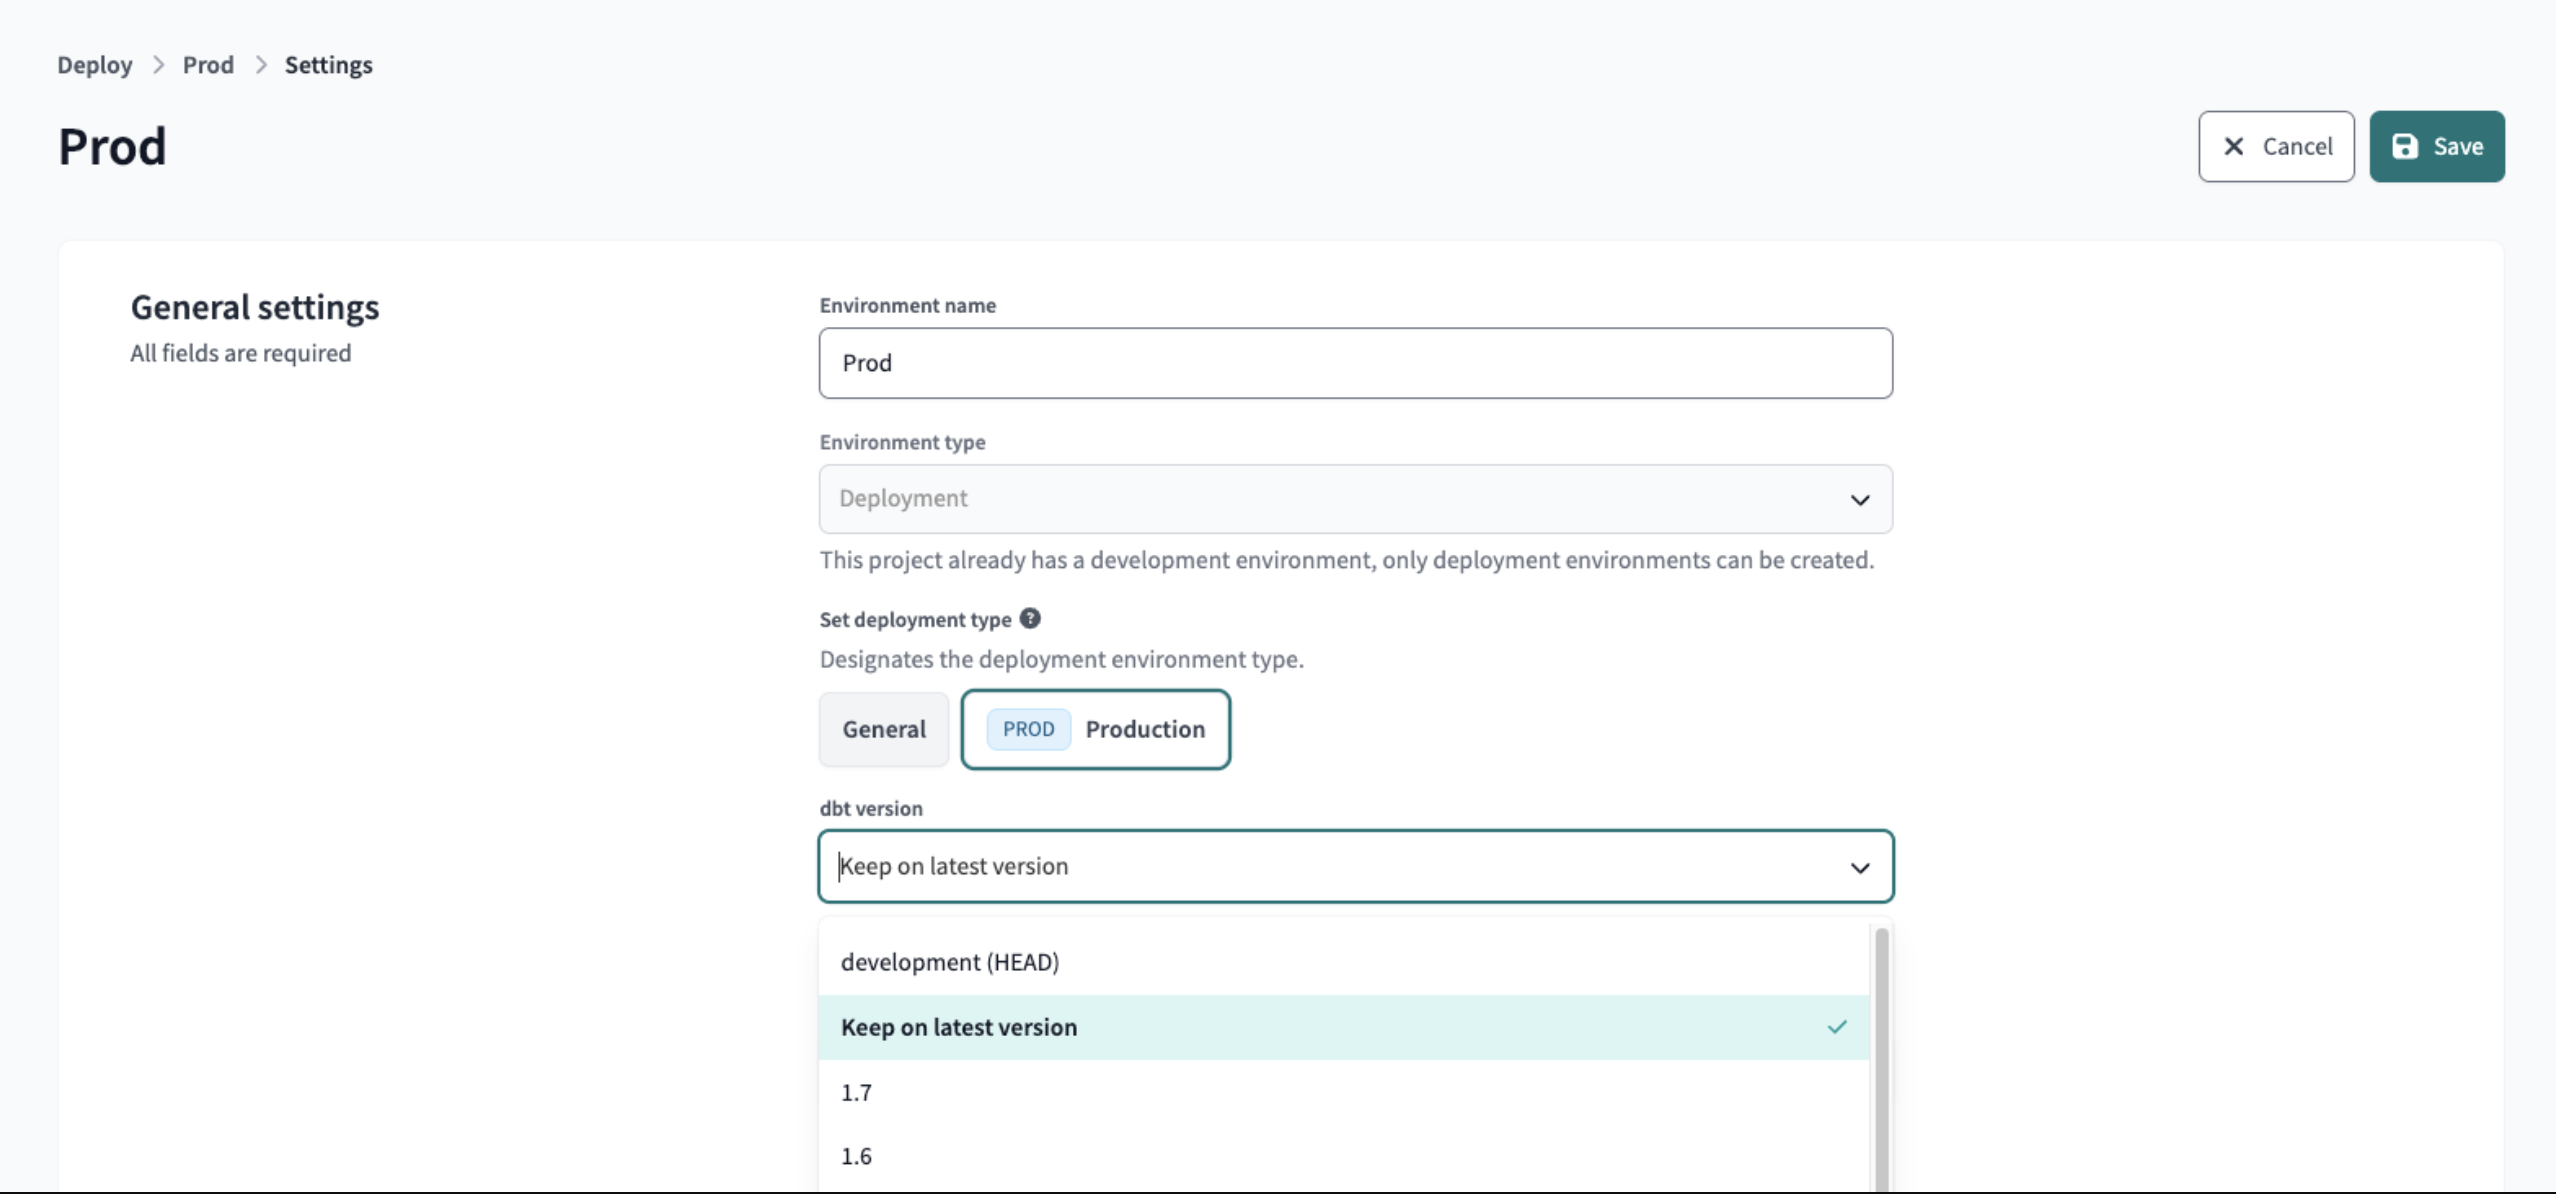 Deploy > Prod > Settings
Prod
Cancel
Save
General settings
All fields are required
Environment name
Prod
Environment type
Deployment
This project already has a development environment, only deployment environments can be created.
Set deployment type ?
Designates the deployment environment type.
General
PROD Production
dbt version
Keep on latest version
development (HEAD)
Keep on latest version
1.7
1.6